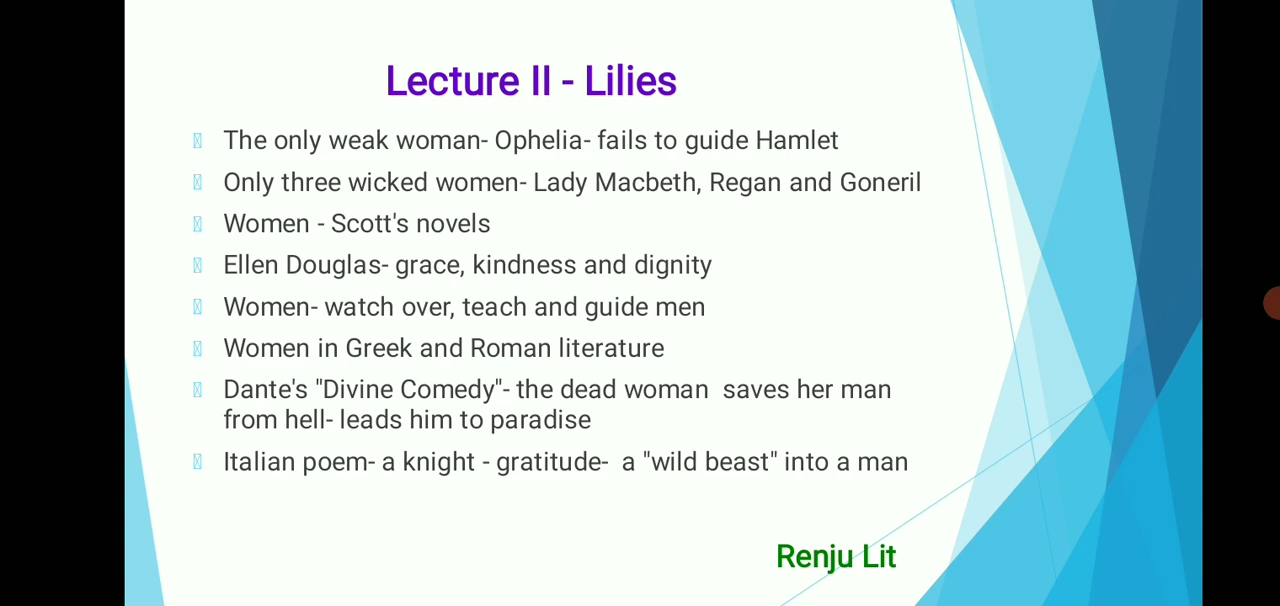 Lecture II - Lilies
The only weak woman- Ophelia- fails to guide Hamlet
Only three wicked women- Lady Macbeth, Regan and Goneril
Women - Scott's novels
Ellen Douglas- grace, kindness and dignity
Women- watch over, teach and guide men
Women in Greek and Roman literature
Dante's "Divine Comedy"- the dead woman  saves her man
from hell- leads him to paradise
Italian poem- a knight - gratitude-  a "wild beast" into a man
Renju Lit